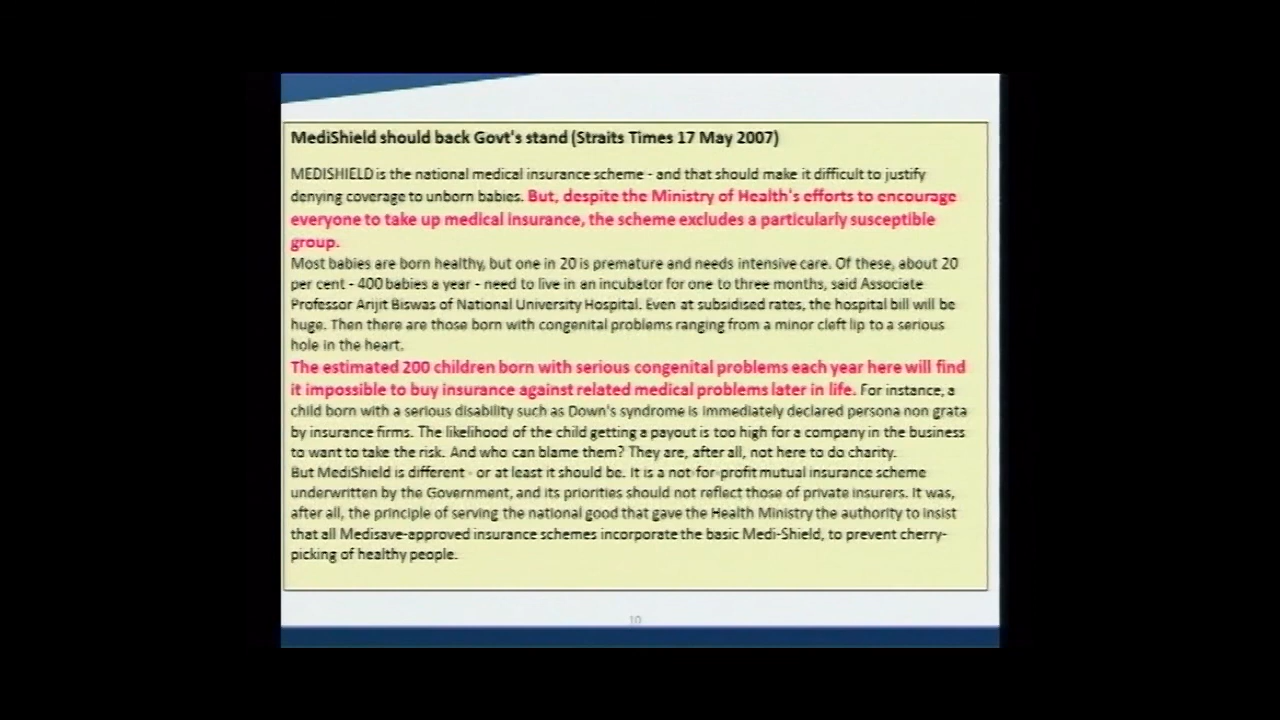 MediShield should back Govt's stand (Straits Times 17 May 2007)
MEDISHIELD is the national medical insurance scheme - and that should make it difficult to justify
denying coverage to unborn babies. But, despite the Ministry of Health's efforts to encourage
everyone to take up medical insurance, the scheme excludes a particularly susceptible
group.
Most babies are born healthy, but one in 20 is premature and needs intensive care. Of these, about 20
per cent - 400 babies a year - need to live in an incubator for one to three months, said Associate
Professor Arijit Biswas of National University Hospital. Even at subsidised rates, the hospital bill will be
huge. Then there are those born with congenital problems ranging from a minor cleft lip to a serious
hole in the heart.
The estimated 200 children born with serious congenital problems each year here will find
it impossible to buy insurance against related medical problems later in life. For instance, a
child born with a serious disability such as Down's syndrome is immediately declared persona non grata
by insurance firms. The likelihood of the child getting a payout is too high for a company in the business
to want to take the risk. And who can blame them? They are, after all, not here to do charity.
But MediShield is different - or at least it should be. It is a not-for-profit mutual insurance scheme
underwritten by the Government, and its priorities should not reflect those of private insurers. It was,
after all, the principle of serving the national good that gave the Health Ministry the authority to insist
that all Medisave-approved insurance schemes incorporate the basic Medi-Shield, to prevent cherry-
picking of healthy people.
10